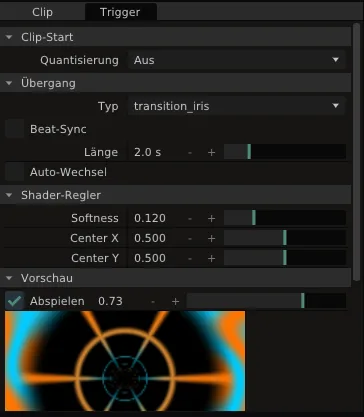 Clip Trigger
Clip-Start
Quantisierung Aus
Übergang
Typ transition_iris
Beat-Sync
Länge 2.0 s - +
Auto-Wechsel
Shader-Regler
Softness 0.120 - +
Center X 0.500 - +
Center Y 0.500 - +
Vorschau
Abspielen 0.73 - +